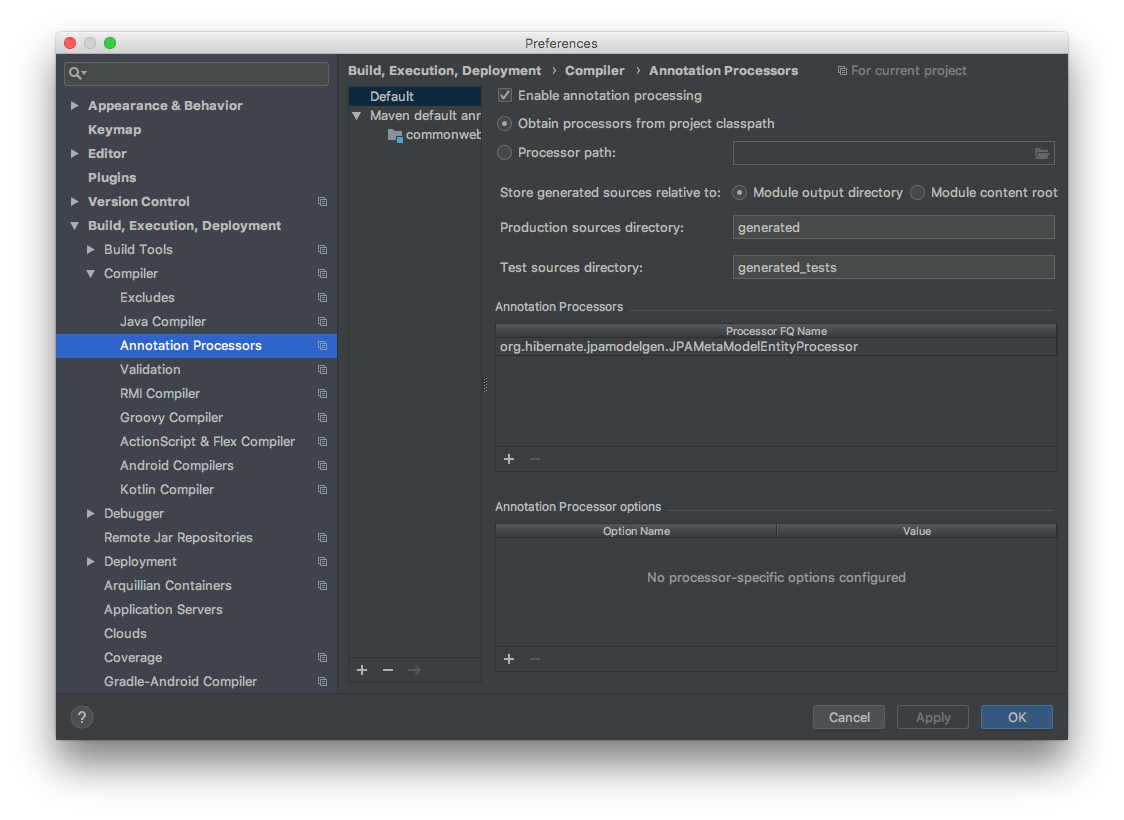 Preferences
Appearance & Behavior
Keymap
Editor
Plugins
Version Control
Build, Execution, Deployment
Build Tools
Compiler
Excludes
Java Compiler
Annotation Processors
Validation
RMI Compiler
Groovy Compiler
ActionScript & Flex Compiler
Android Compilers
Kotlin Compiler
Debugger
Remote Jar Repositories
Deployment
Arquillian Containers
Application Servers
Clouds
Coverage
Gradle-Android Compiler
Build, Execution, Deployment › Compiler › Annotation Processors For current project
Default
Maven default anr
commonweb
Enable annotation processing
Obtain processors from project classpath
Processor path:
Store generated sources relative to: Module output directory Module content root
Production sources directory: generated
Test sources directory: generated_tests
Annotation Processors
Processor FQ Name
org.hibernate.jpamodelgen.JPAMetaModelEntityProcessor
Annotation Processor options
Option Name Value
No processor-specific options configured
? Cancel Apply OK